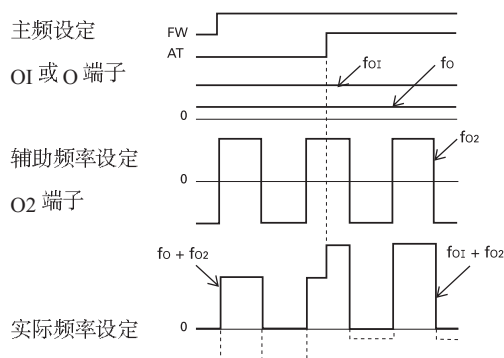 主频设定
FW
AT
OI 或 O 端子
fOI
fO
0
辅助频率设定
fO2
0
O2 端子
fO + fO2
fOI + fO2
实际频率设定
0